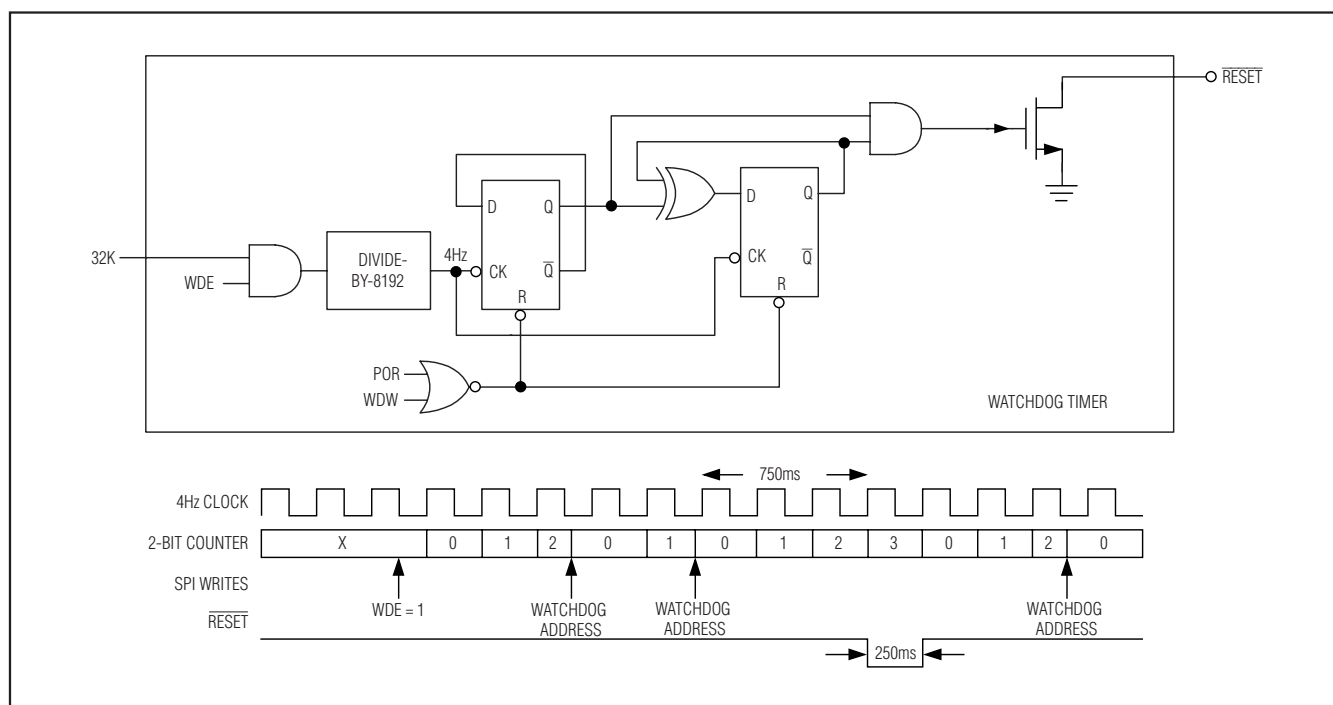 RESET
D
Q
D
Q
32K
WDE
DIVIDE-
BY-8192
4Hz
CK
Q
CK
Q
R
R
POR
WDW
WATCHDOG TIMER
750ms
4Hz CLOCK
2-BIT COUNTER
X 0 1 2 0 1 0 1 2 3 0 1 2 0
SPI WRITES
WDE = 1
WATCHDOG
ADDRESS
WATCHDOG
ADDRESS
WATCHDOG
ADDRESS
RESET
250ms